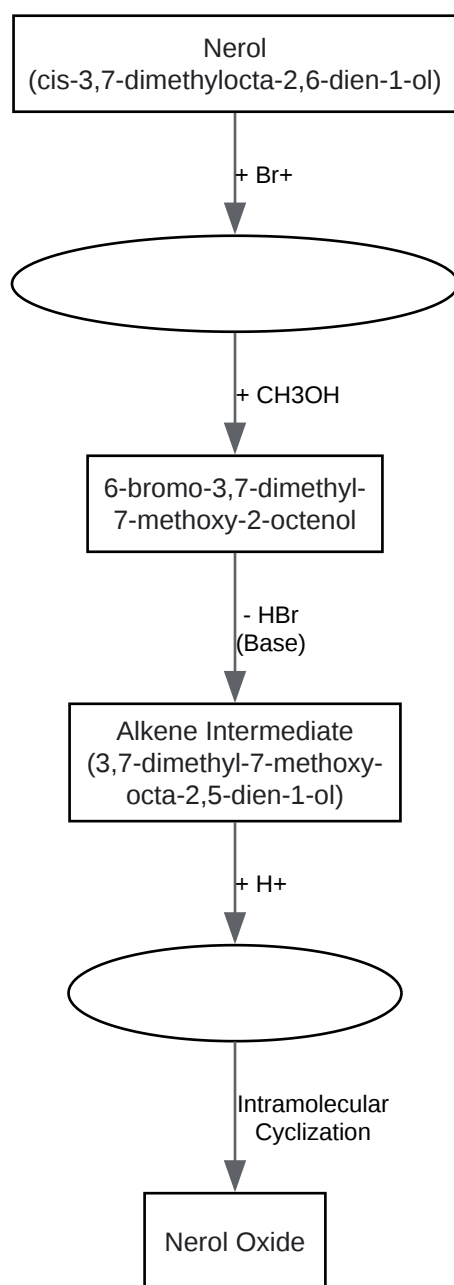 Nerol
(cis-3,7-dimethylocta-2,6-dien-1-ol)
+ Br+
+ CH3OH
6-bromo-3,7-dimethyl-
7-methoxy-2-octenol
- HBr
(Base)
Alkene Intermediate
(3,7-dimethyl-7-methoxy-
octa-2,5-dien-1-ol)
+ H+
Intramolecular
Cyclization
Nerol Oxide